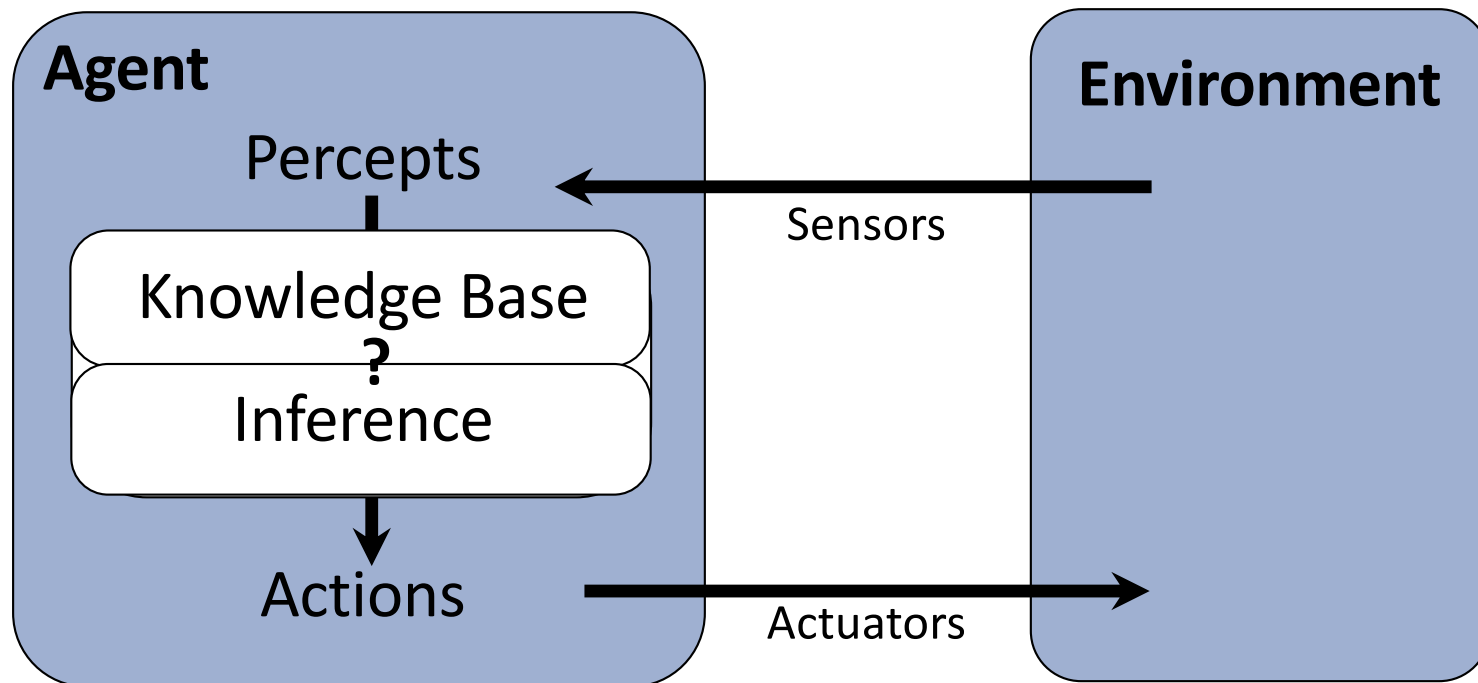 Agent
Environment
Percepts
Sensors
Knowledge Base
?
Inference
Actions
Actuators